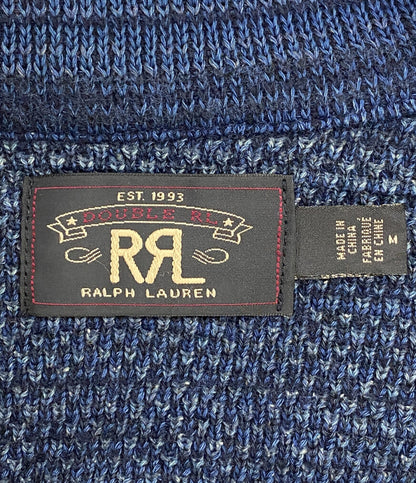 EST. 1993
DOUBLE RL
RRL
RALPH LAUREN
MADE IN
CHINA
FABRIQUÉ
EN CHINE
M